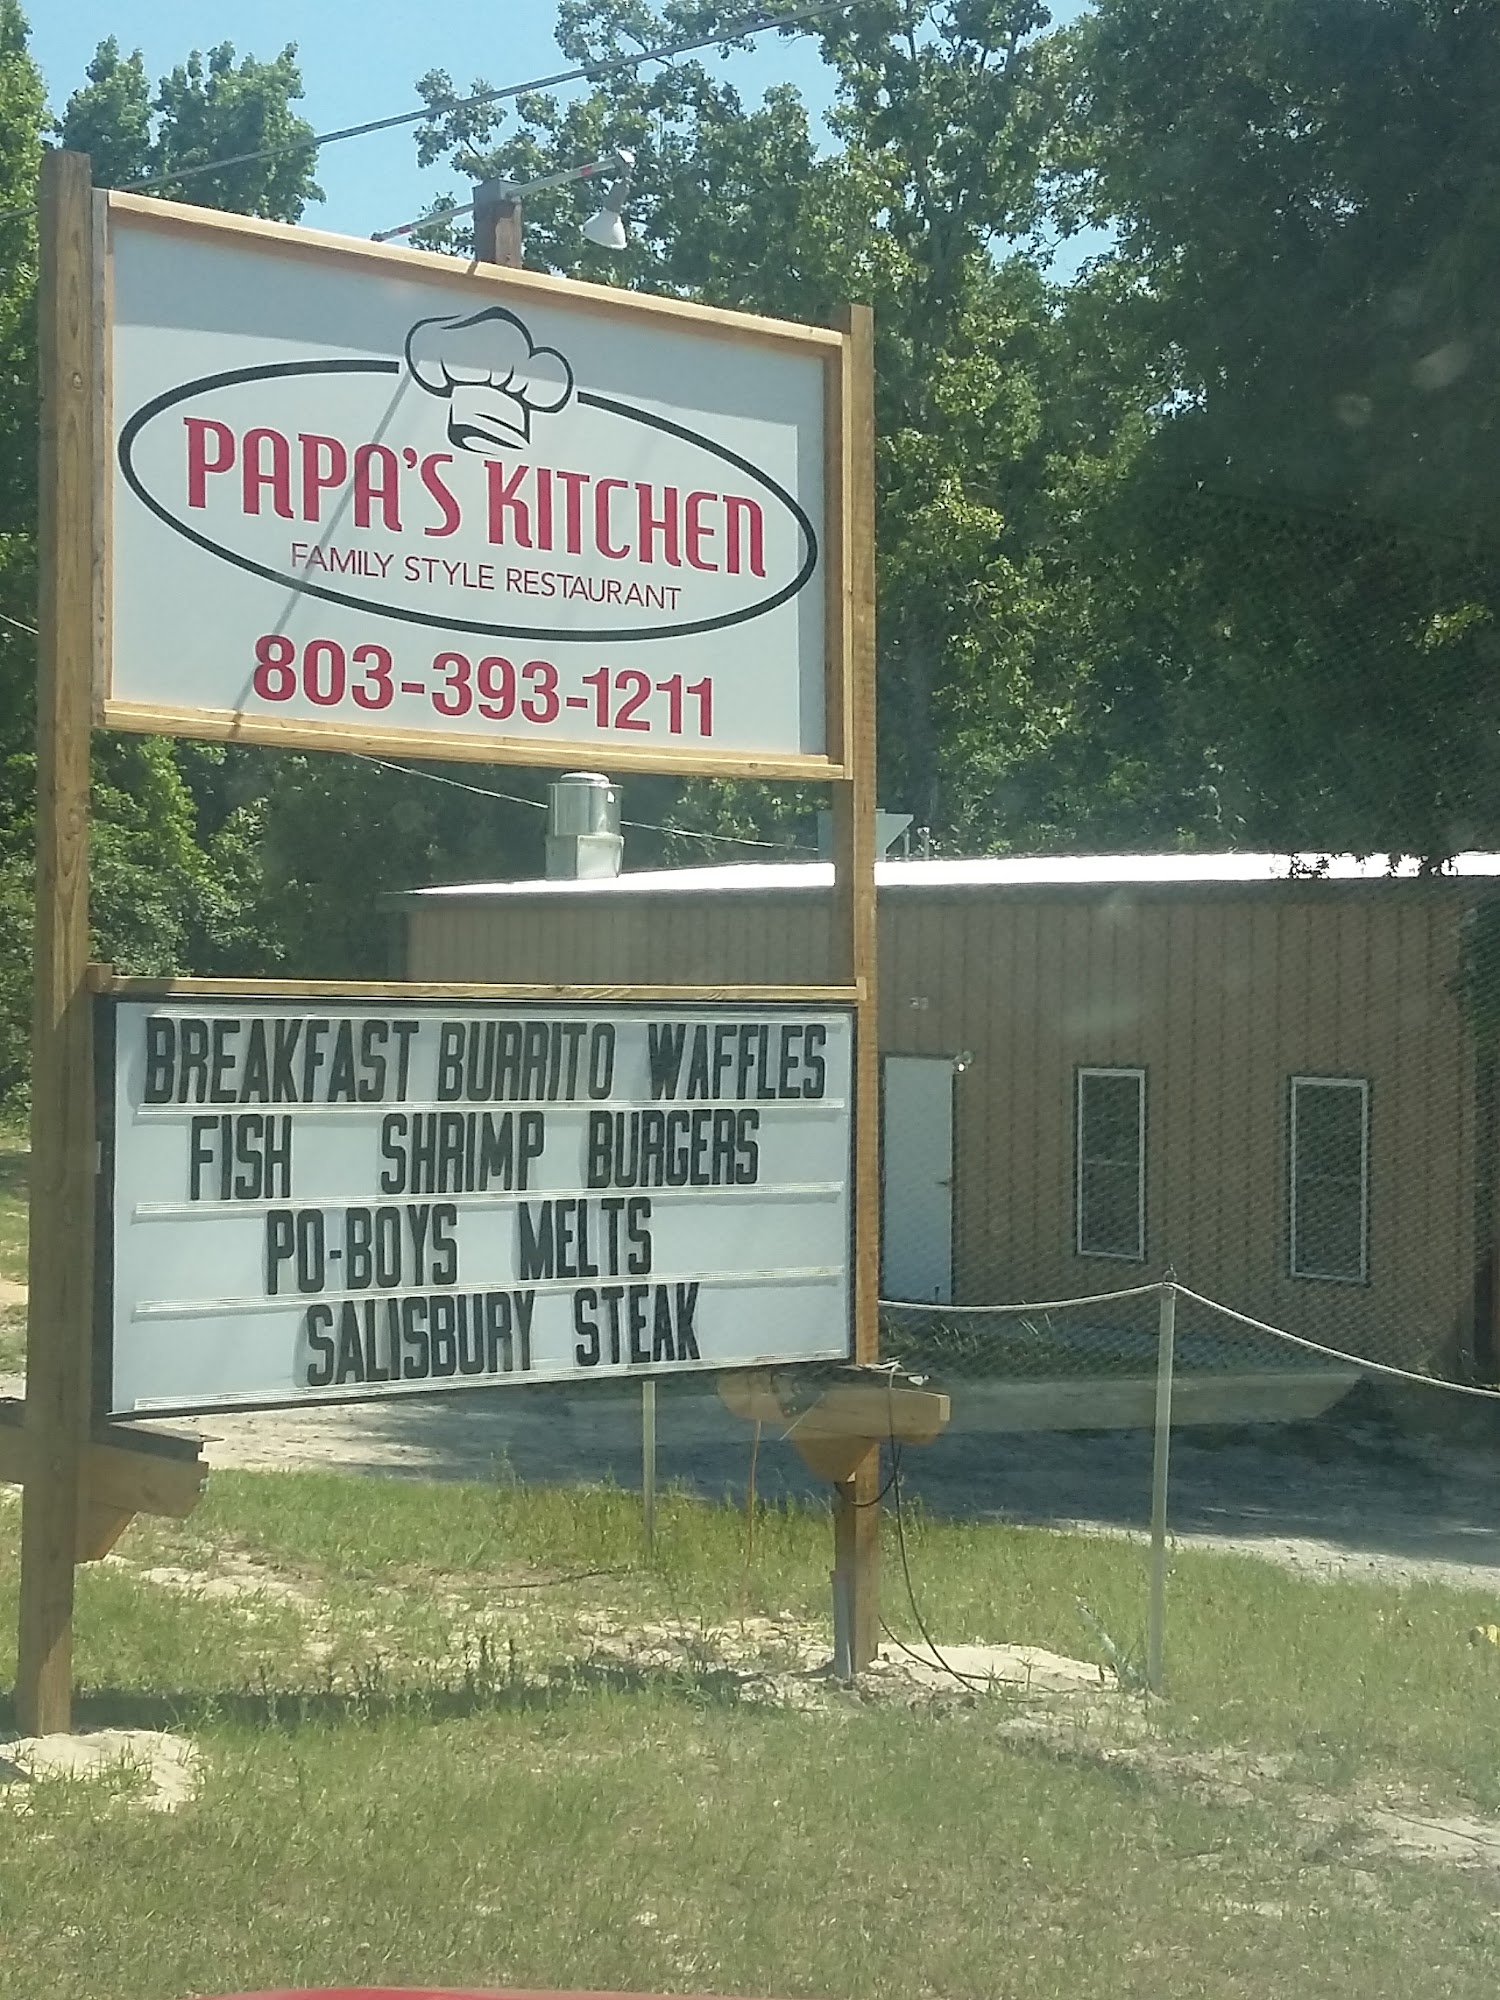 PAPA'S KITCHEN
FAMILY STYLE RESTAURANT
803-393-1211
BREAKFAST BURRITO WAFFLES
FISH SHRIMP BURGERS
PO-BOYS MELTS
SALISBURY STEAK